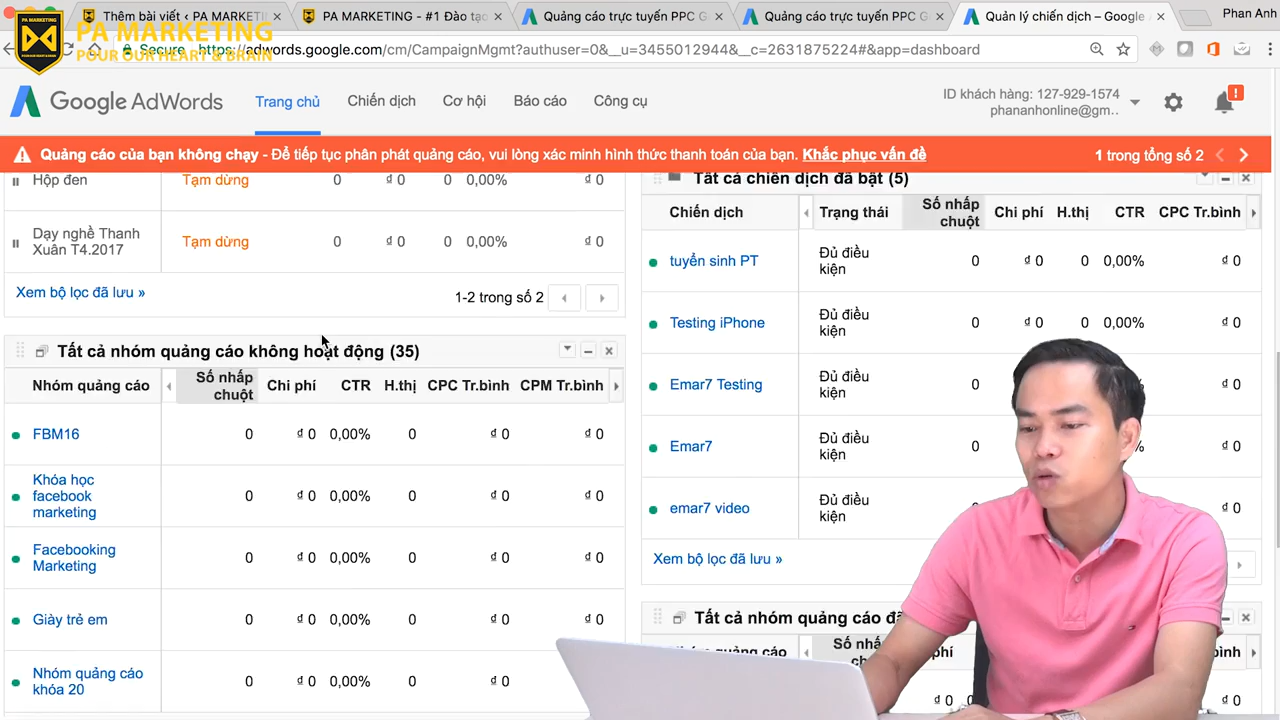 Thêm bài viết ‹ PA MARKETI
PA MARKETING - #1 Đào tạ
Quảng cáo trực tuyến PPC G
Quảng cáo trực tuyến PPC G
Quản lý chiến dịch – Google
Phan Anh
PA MARKETING
PA MARKETING
POUR OUR HEART & BRAIN
Secure
https://adwords.google.com/cm/CampaignMgmt?authuser=0&__u=345501294
c=2631875224#&app=dashboard
Google AdWords
Trang chủ
Chiến dịch
Cơ hội
Báo cáo
Công cụ
ID khách hàng: 127-929-1574
phananhonline@gm..
Quảng cáo của bạn không chạy - Để tiếp tục phân phát quảng cáo, vui lòng xác minh hình thức thanh toán của bạn. Khắc phục vấn đề
1 trong tổng số 2
Hộp đen Tạm dừng 0 ₫ 0 0 0,00% ₫ 0
Dạy nghề Thanh
Xuân T4.2017 Tạm dừng 0 ₫ 0 0 0,00% ₫ 0
Xem bộ lọc đã lưu »
1-2 trong số 2
Tất cả nhóm quảng cáo không hoạt động (35)
Nhóm quảng cáo Số nhấp chuột Chi phí CTR H.thị CPC Tr.bình CPM Tr.bình
FBM16 0 ₫ 0 0,00% 0 ₫ 0 ₫ 0
Khóa học
facebook
marketing 0 ₫ 0 0,00% 0 ₫ 0 ₫ 0
Facebooking
Marketing 0 ₫ 0 0,00% 0 ₫ 0 ₫ 0
Giày trẻ em 0 ₫ 0 0,00% 0 ₫ 0 ₫ 0
Nhóm quảng cáo
khóa 20 0 ₫ 0 0,00% 0 ₫ 0
Tất cả chiến dịch đã bật (5)
Chiến dịch Trạng thái Số nhấp chuột Chi phí H.thị CTR CPC Tr.bình
tuyển sinh PT Đủ điều kiện 0 ₫ 0 0 0,00% ₫ 0
Testing iPhone Đủ điều kiện 0 ₫ 0 0 0,00% ₫ 0
Emar7 Testing Đủ điều kiện 0 ₫ 0
Emar7 Đủ điều kiện 0 ₫ 0
emar7 video Đủ điều kiện ₫ 0
Xem bộ lọc đã lưu »
Tất cả nhóm quảng cáo đã
Nhóm quảng cáo Số nhấ phí bình
₫ 0 0 ₫ 0